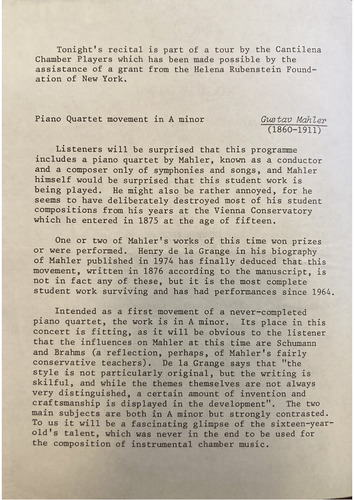 Tonight's recital is part of a tour by the Cantilena
Chamber Players which has been made possible by the
assistance of a grant from the Helena Rubenstein Found-
ation of New York.
Piano Quartet movement in A minor Gustav Mahler
(1860-1911)
Listeners will be surprised that this programme
includes a piano quartet by Mahler, known as a conductor
and a composer only of symphonies and songs, and Mahler
himself would be surprised that this student work is
being played. He might also be rather annoyed, for he
seems to have deliberately destroyed most of his student
compositions from his years at the Vienna Conservatory
which he entered in 1875 at the age of fifteen.
One or two of Mahler's works of this time won prizes
or were performed. Henry de la Grange in his biography
of Mahler published in 1974 has finally deduced that this
movement, written in 1876 according to the manuscript, is
not in fact any of these, but it is the most complete
student work surviving and has had performances since 1964.
Intended as a first movement of a never-completed
piano quartet, the work is in A minor. Its place in this
concert is fitting, as it will be obvious to the listener
that the influences on Mahler at this time are Schumann
and Brahms (a reflection, perhaps, of Mahler's fairly
conservative teachers). De la Grange says that "the
style is not particularly original, but the writing is
skilful, and while the themes themselves are not always
very distinguished, a certain amount of invention and
craftsmanship is displayed in the development". The two
main subjects are both in A minor but strongly contrasted.
To us it will be a fascinating glimpse of the sixteen-year-
old's talent, which was never in the end to be used for
the composition of instrumental chamber music.